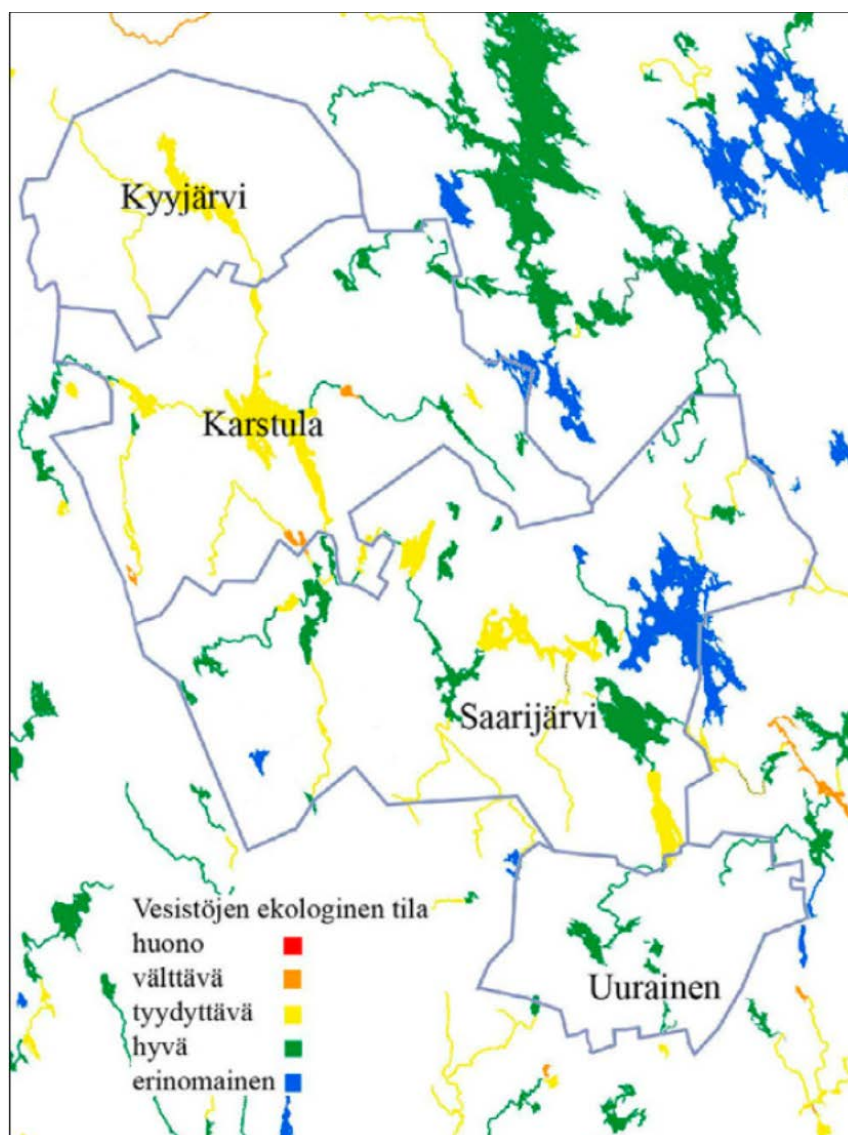 Kyyjärvi
Karstula
Saarijärvi
Uurainen
Vesistöjen ekologinen tila
huono
välttävä
tyydyttävä
hyvä
erinomainen